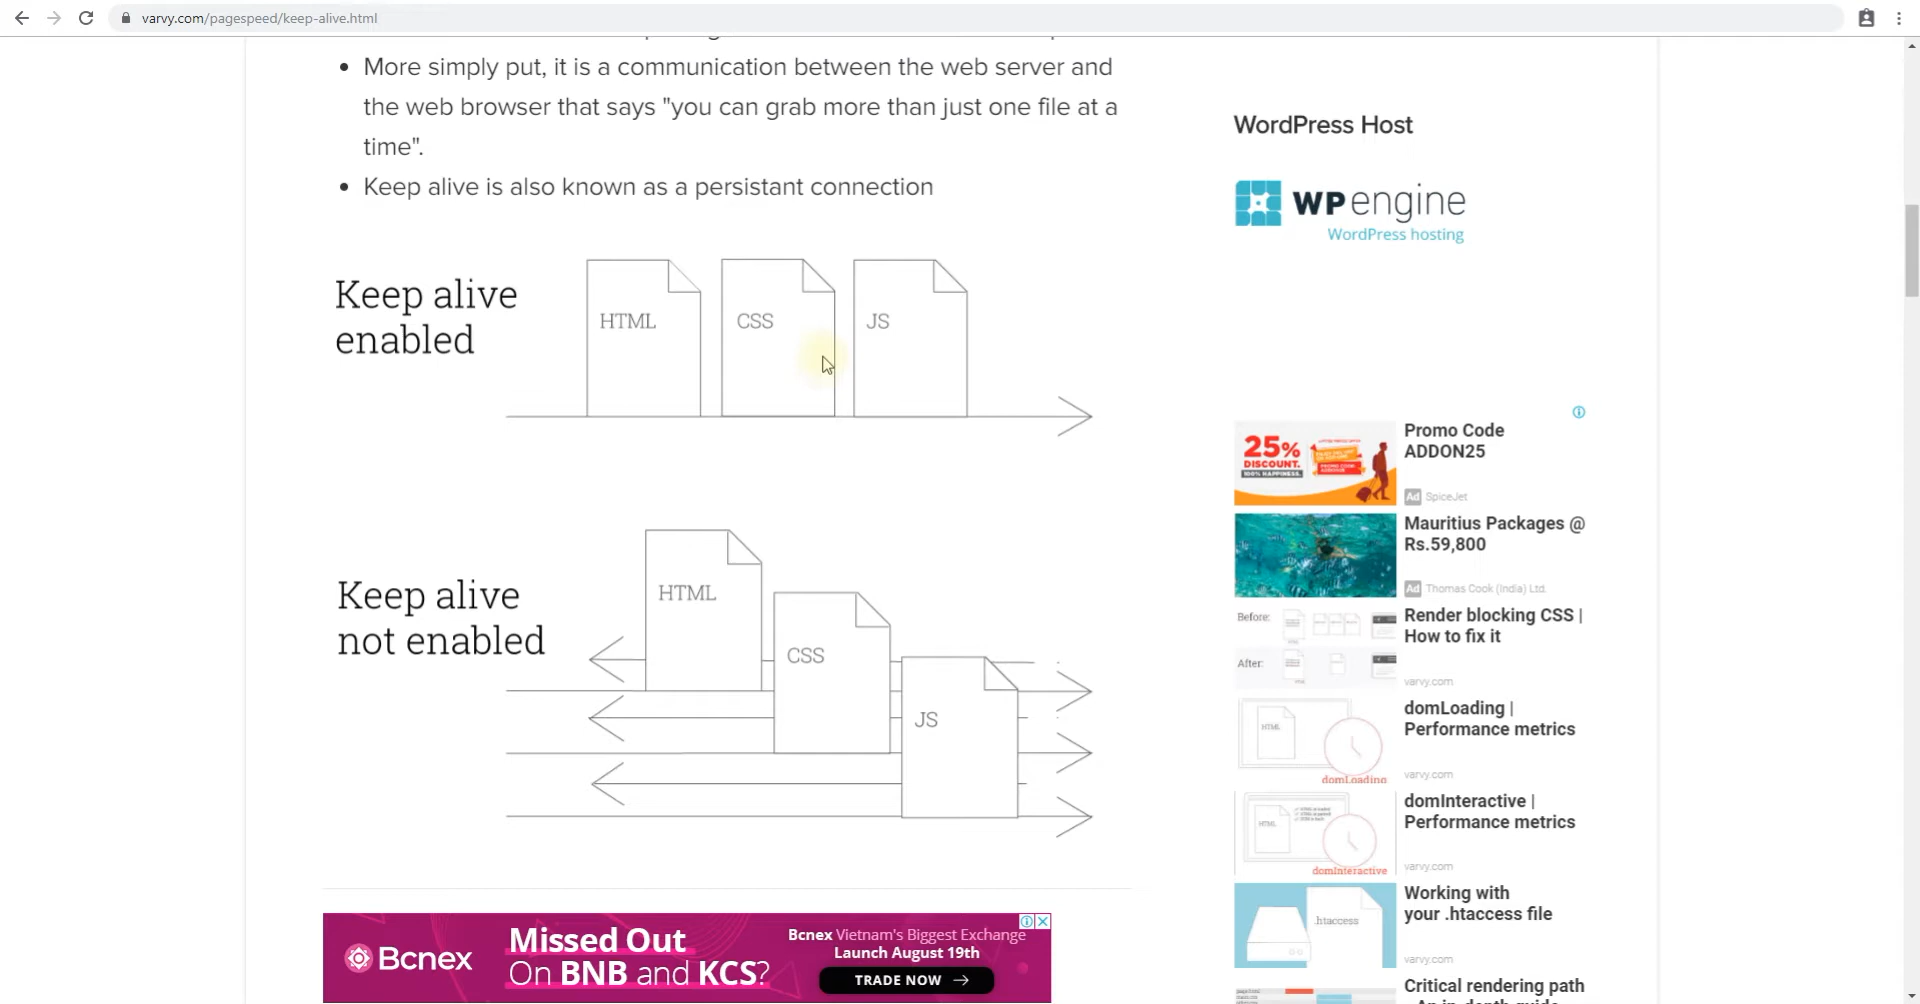 varvy.com/pagespeed/keep-alive.html
More simply put, it is a communication between the web server and
the web browser that says "you can grab more than just one file at a
time".
Keep alive is also known as a persistant connection
Keep alive
enabled
HTML
CSS
JS
Keep alive
not enabled
HTML
CSS
JS
Bcnex
Missed Out
On BNB and KCS?
Bcnex Vietnam's Biggest Exchange
Launch August 19th
TRADE NOW
WordPress Host
WP engine
WordPress hosting
25%
DISCOUNT.
100% HAPPINESS.
Promo Code
ADDON25
Ad SpiceJet
Mauritius Packages @
Rs.59,800
Ad Thomas Cook (India) Ltd.
Before:
After:
Render blocking CSS |
How to fix it
varvy.com
HTML
domLoading
domLoading |
Performance metrics
varvy.com
HTML
domInteractive
domInteractive |
Performance metrics
varvy.com
.htaccess
Working with
your .htaccess file
varvy.com
Critical rendering path